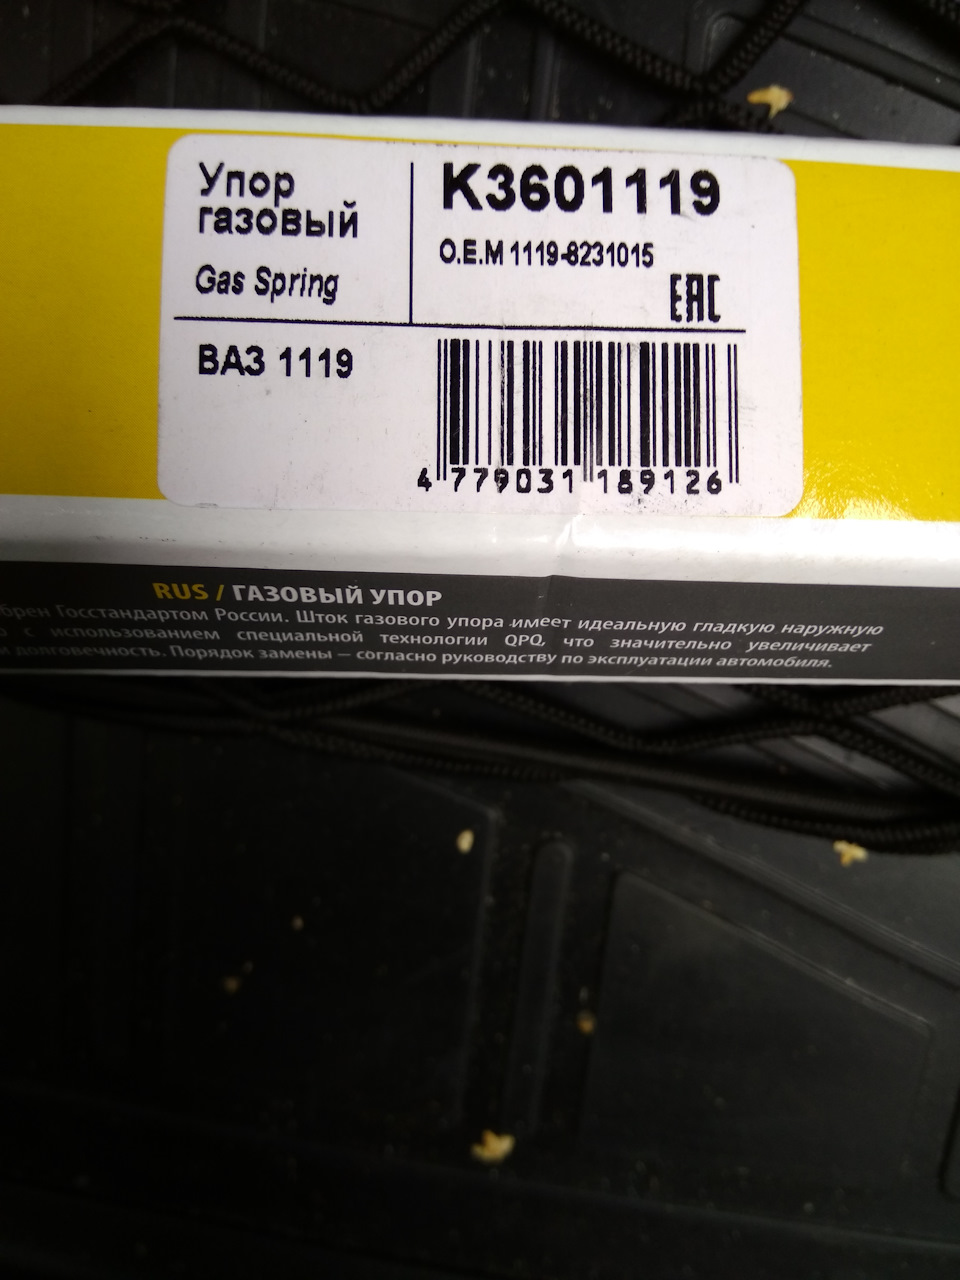 Упор
газовый
Gas Spring
K3601119
O.E.M 1119-8231015
EAC
ВАЗ 1119
4 779031 189126
RUS / ГАЗОВЫЙ УПОР
Госстандартом России. Шток газового упора имеет идеальную гладкую наружную
с использованием специальной технологии QPQ, что значительно увеличивает
и долговечность. Порядок замены — согласно руководству по эксплуатации автомобиля.